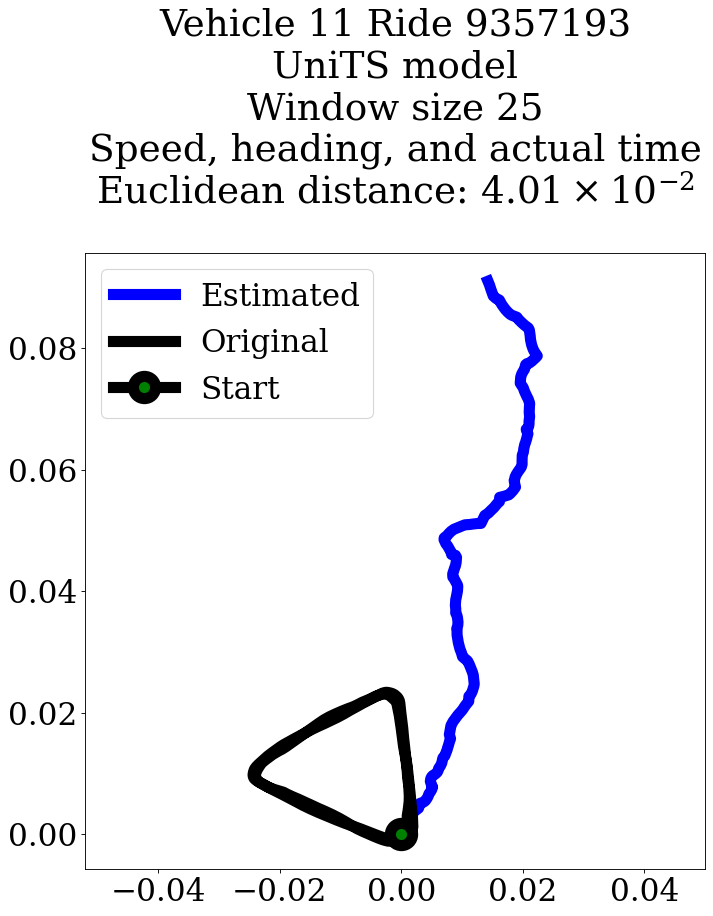 Vehicle 11 Ride 9357193
UniTS model
Window size 25
Speed, heading, and actual time
Euclidean distance: 4.01 × 10⁻²
Estimated
Original
Start
0.08
0.06
0.04
0.02
0.00
−0.04 −0.02 0.00 0.02 0.04